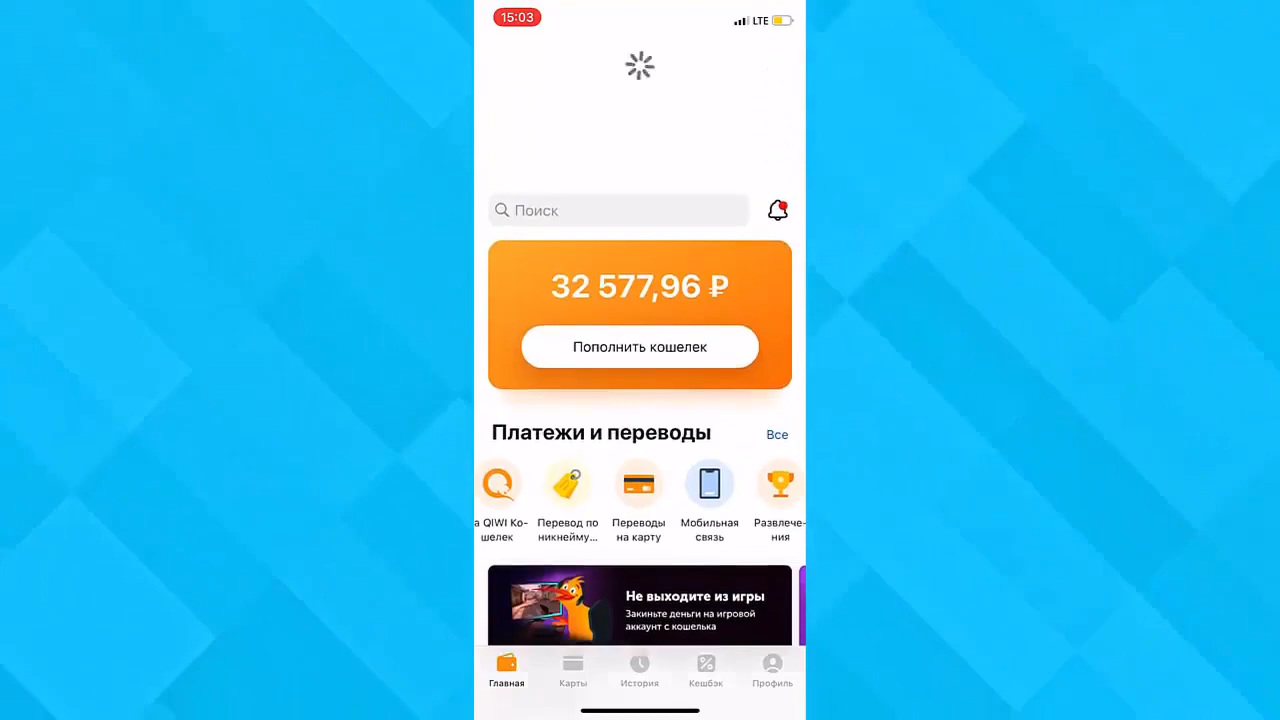 15:03
LTE
Поиск
32 577,96 ₽
Пополнить кошелек
Платежи и переводы
Все
а QIWI Ко-
шелек
Перевод по
никнейму...
Переводы
на карту
Мобильная
связь
Развлече-
ния
Не выходите из игры
Закиньте деньги на игровой
аккаунт с кошелька
Главная
Карты
История
Кешбэк
Профиль